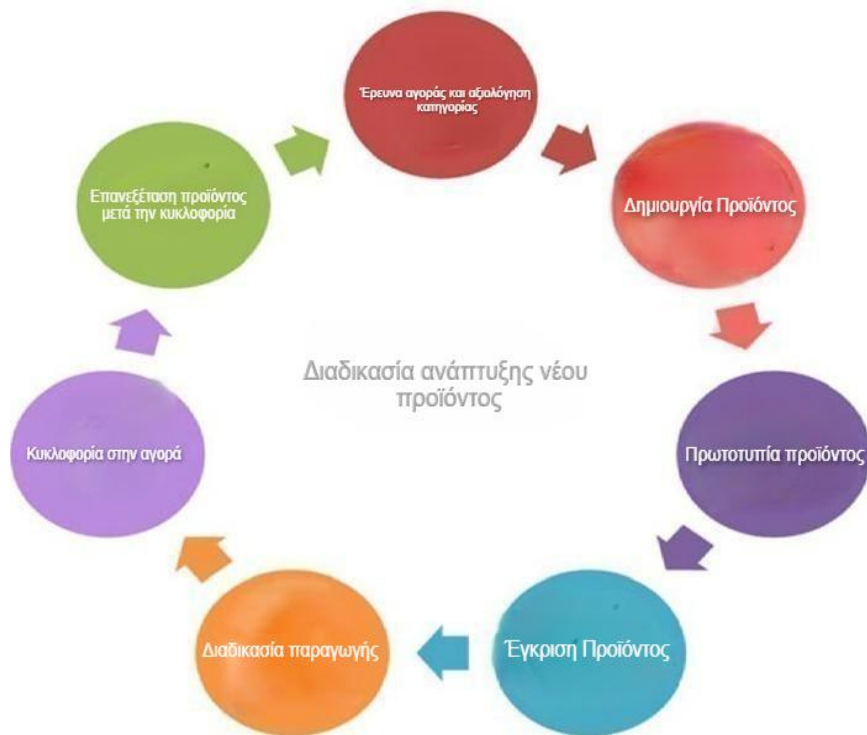 Έρευνα αγοράς και αξιολόγηση
κατηγορίας
Δημιουργία Προϊόντος
Πρωτοτυπία προϊόντος
Έγκριση Προϊόντος
Διαδικασία παραγωγής
Κυκλοφορία στην αγορά
Επανεξέταση προϊόντος
μετά την κυκλοφορία
Διαδικασία ανάπτυξης νέου
προϊόντος